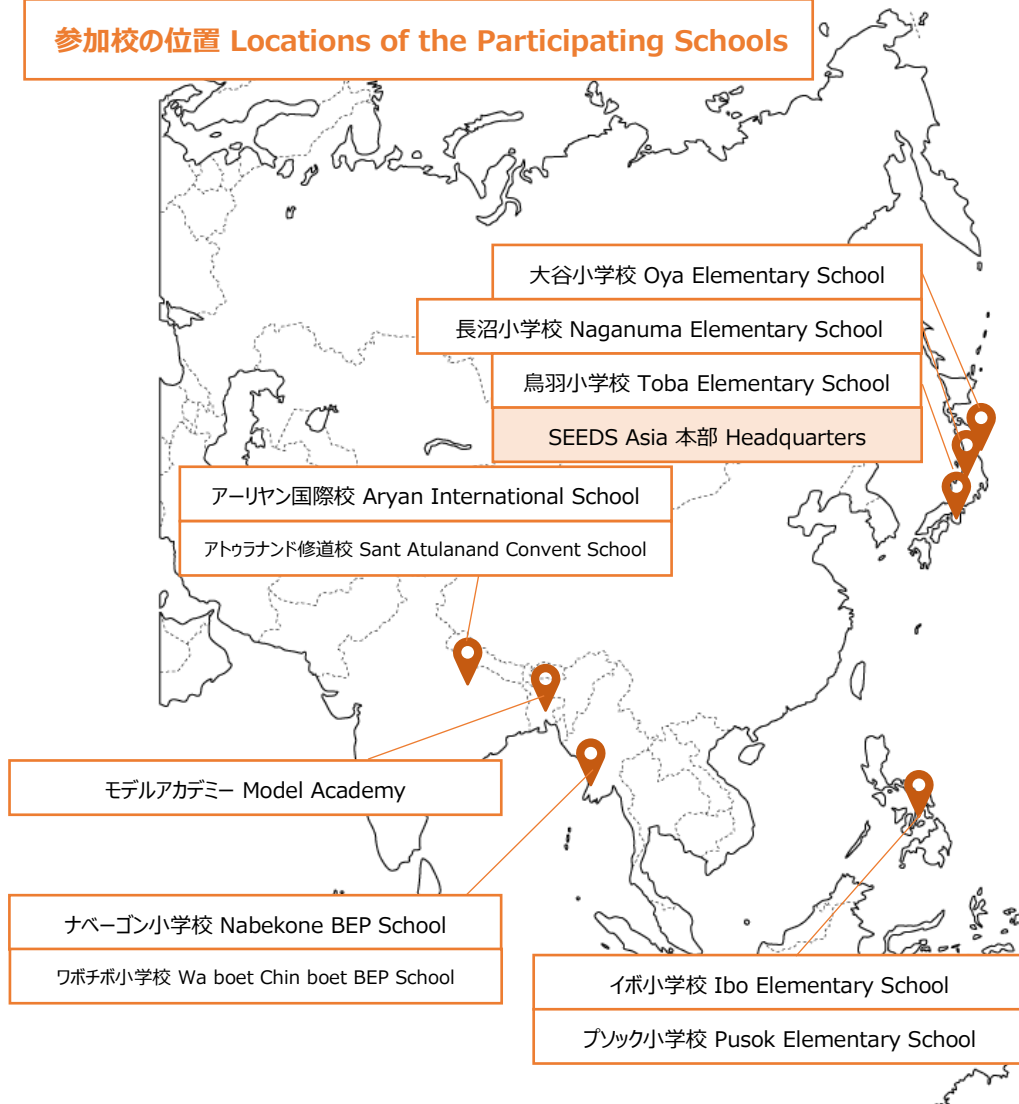 参加校の位置 Locations of the Participating Schools
大谷小学校 Oya Elementary School
長沼小学校 Naganuma Elementary School
鳥羽小学校 Toba Elementary School
SEEDS Asia 本部 Headquarters
アーリヤン国際校 Aryan International School
アトゥラナンド修道校 Sant Atulanand Convent School
モデルアカデミー Model Academy
ナベーゴン小学校 Nabekone BEP School
ワボチボ小学校 Wa boet Chin boet BEP School
イボ小学校 Ibo Elementary School
プソック小学校 Pusok Elementary School